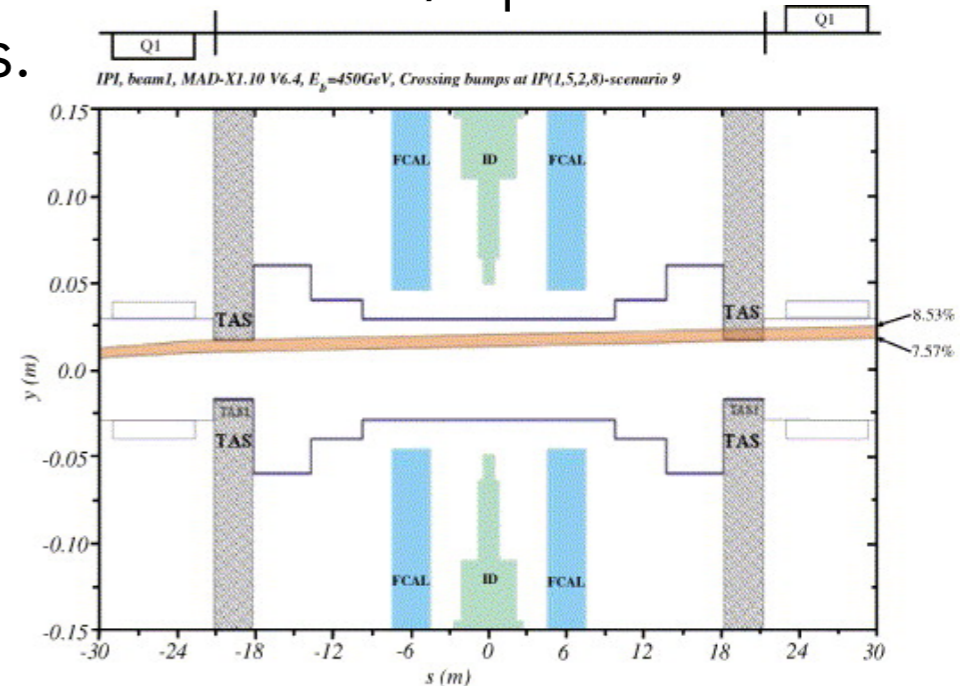 s.
Q1
Q1
IPI, beam1, MAD-X1.10 V6.4, E_b=450GeV, Crossing bumps at IP(1,5,2,8)-scenario 9
0.15
0.10
0.05
0.0
-0.05
-0.10
-0.15
y (m)
FCAL
ID
FCAL
TAS
TAS
8.53%
7.57%
TAS1
TAS1
TAS
TAS
FCAL
ID
FCAL
-30
-24
-18
-12
-6
0
6
12
18
24
30
s (m)